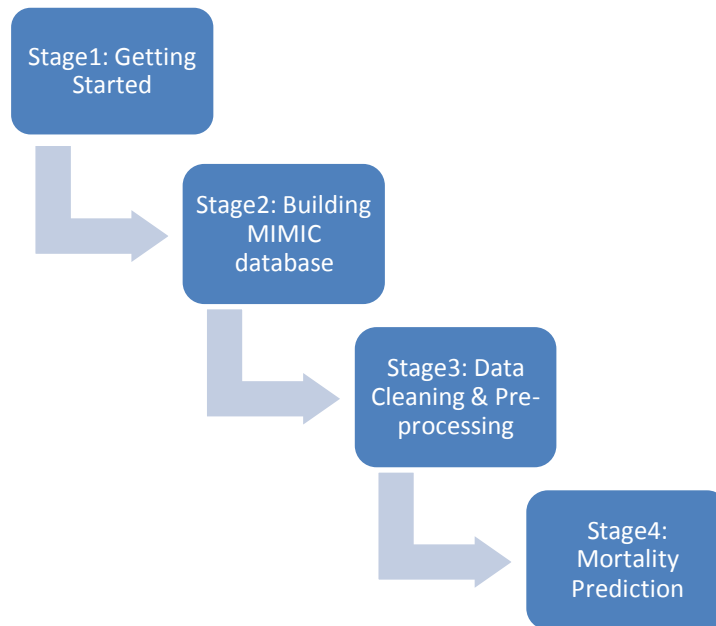 Stage1: Getting
Started
Stage2: Building
MIMIC
database
Stage3: Data
Cleaning & Pre-
processing
Stage4:
Mortality
Prediction